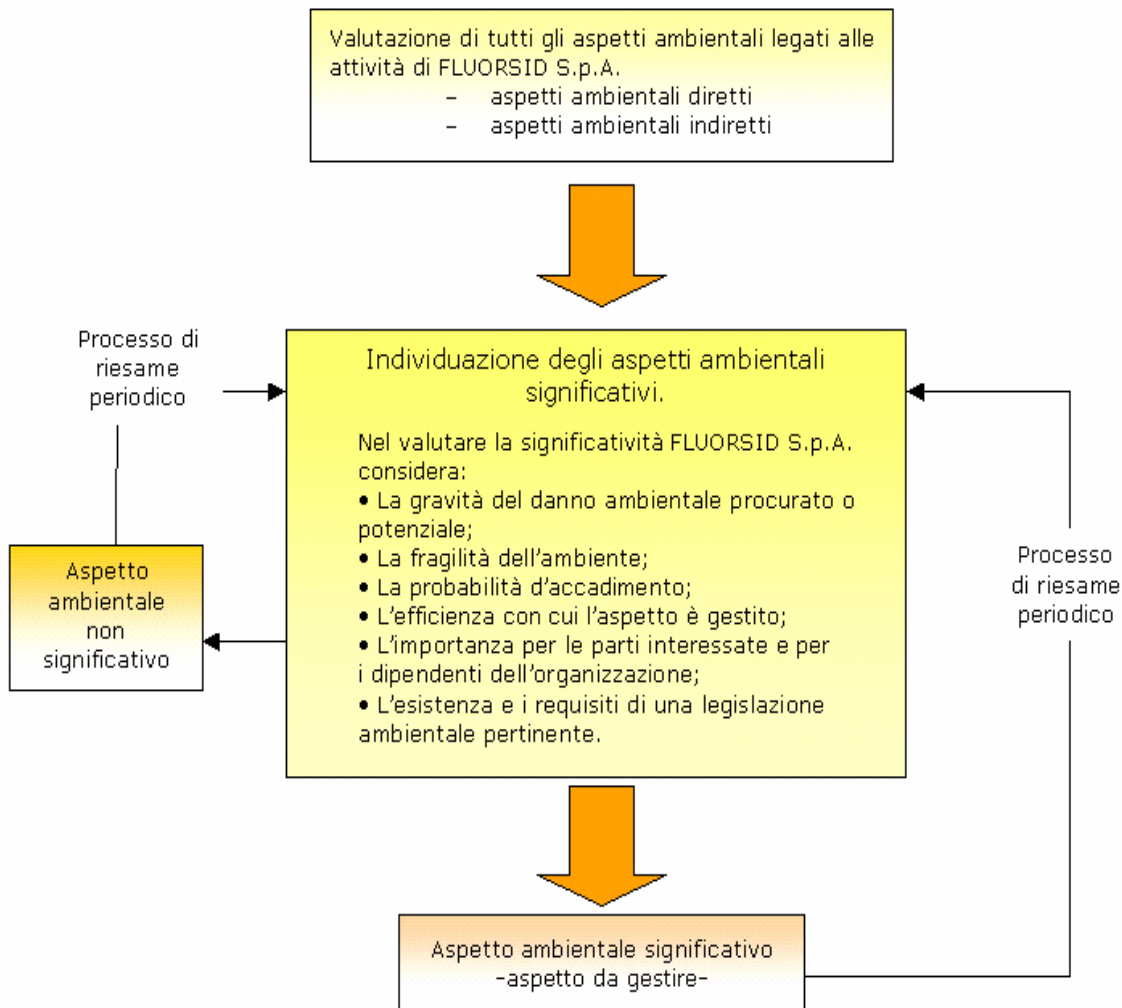 Valutazione di tutti gli aspetti ambientali legati alle
attività di FLUORSID S.p.A.
– aspetti ambientali diretti
– aspetti ambientali indiretti
Processo di
riesame
periodico
Individuazione degli aspetti ambientali
significativi.
Nel valutare la significatività FLUORSID S.p.A.
considera:
• La gravità del danno ambientale procurato o
potenziale;
• La fragilità dell'ambiente;
• La probabilità d'accadimento;
• L'efficienza con cui l'aspetto è gestito;
• L'importanza per le parti interessate e per
i dipendenti dell'organizzazione;
• L'esistenza e i requisiti di una legislazione
ambientale pertinente.
Aspetto
ambientale
non
significativo
Processo
di riesame
periodico
Aspetto ambientale significativo
-aspetto da gestire-